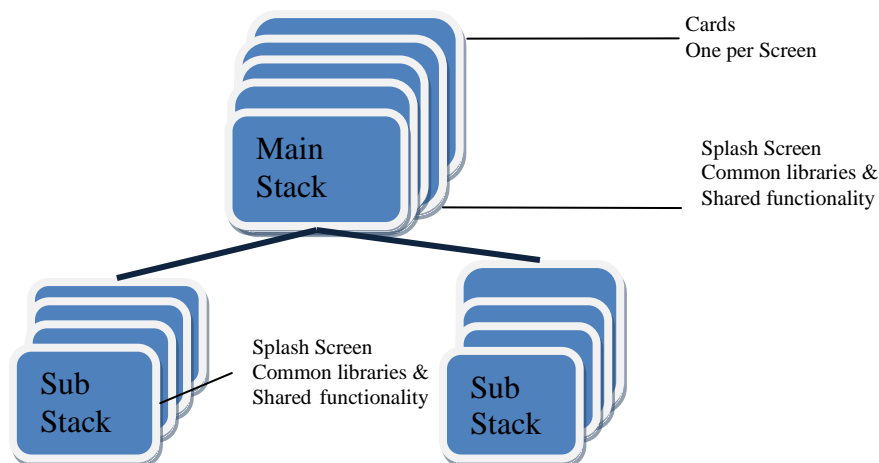 Cards
One per Screen
Main
Stack
Splash Screen
Common libraries &
Shared functionality
Splash Screen
Common libraries &
Shared functionality
Sub
Stack
Sub
Stack